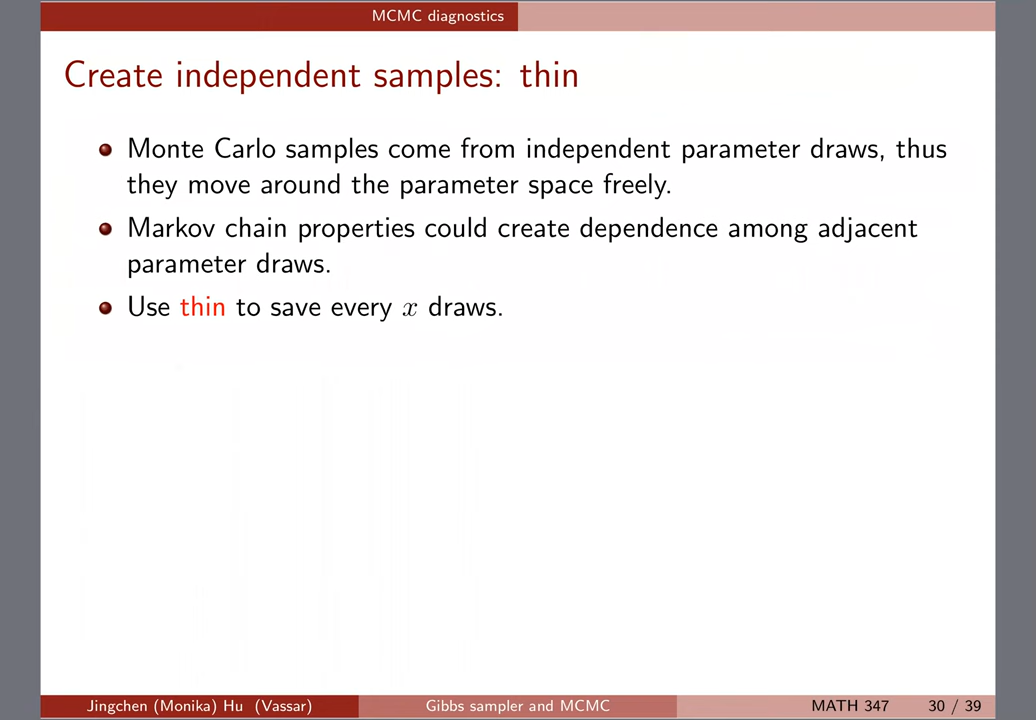 MCMC diagnostics
Create independent samples: thin
Monte Carlo samples come from independent parameter draws, thus
they move around the parameter space freely.
Markov chain properties could create dependence among adjacent
parameter draws.
Use thin to save every x draws.
Jingchen (Monika) Hu (Vassar) Gibbs sampler and MCMC MATH 347 30 / 39